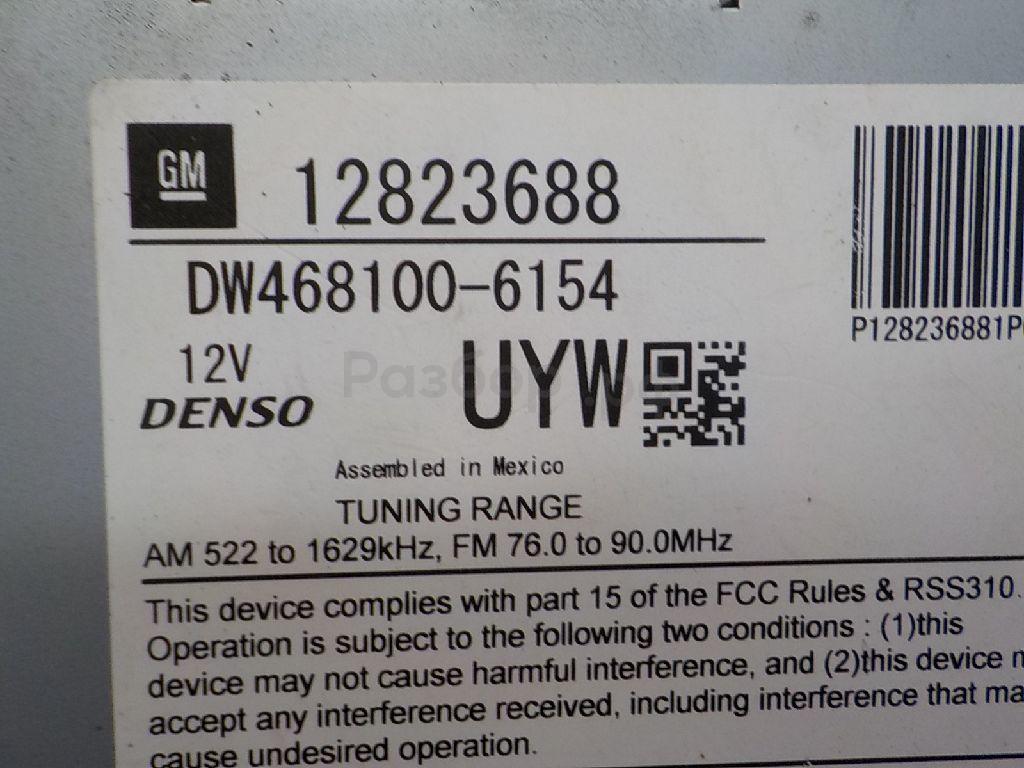 GM
12823688
DW468100-6154
P128236881P
12V
DENSO
UYW
Разбор
Assembled in Mexico
TUNING RANGE
AM 522 to 1629kHz, FM 76.0 to 90.0MHz
This device complies with part 15 of the FCC Rules & RSS310.
Operation is subject to the following two conditions : (1)this
device may not cause harmful interference, and (2)this device
accept any interference received, including interference that
cause undesired operation.